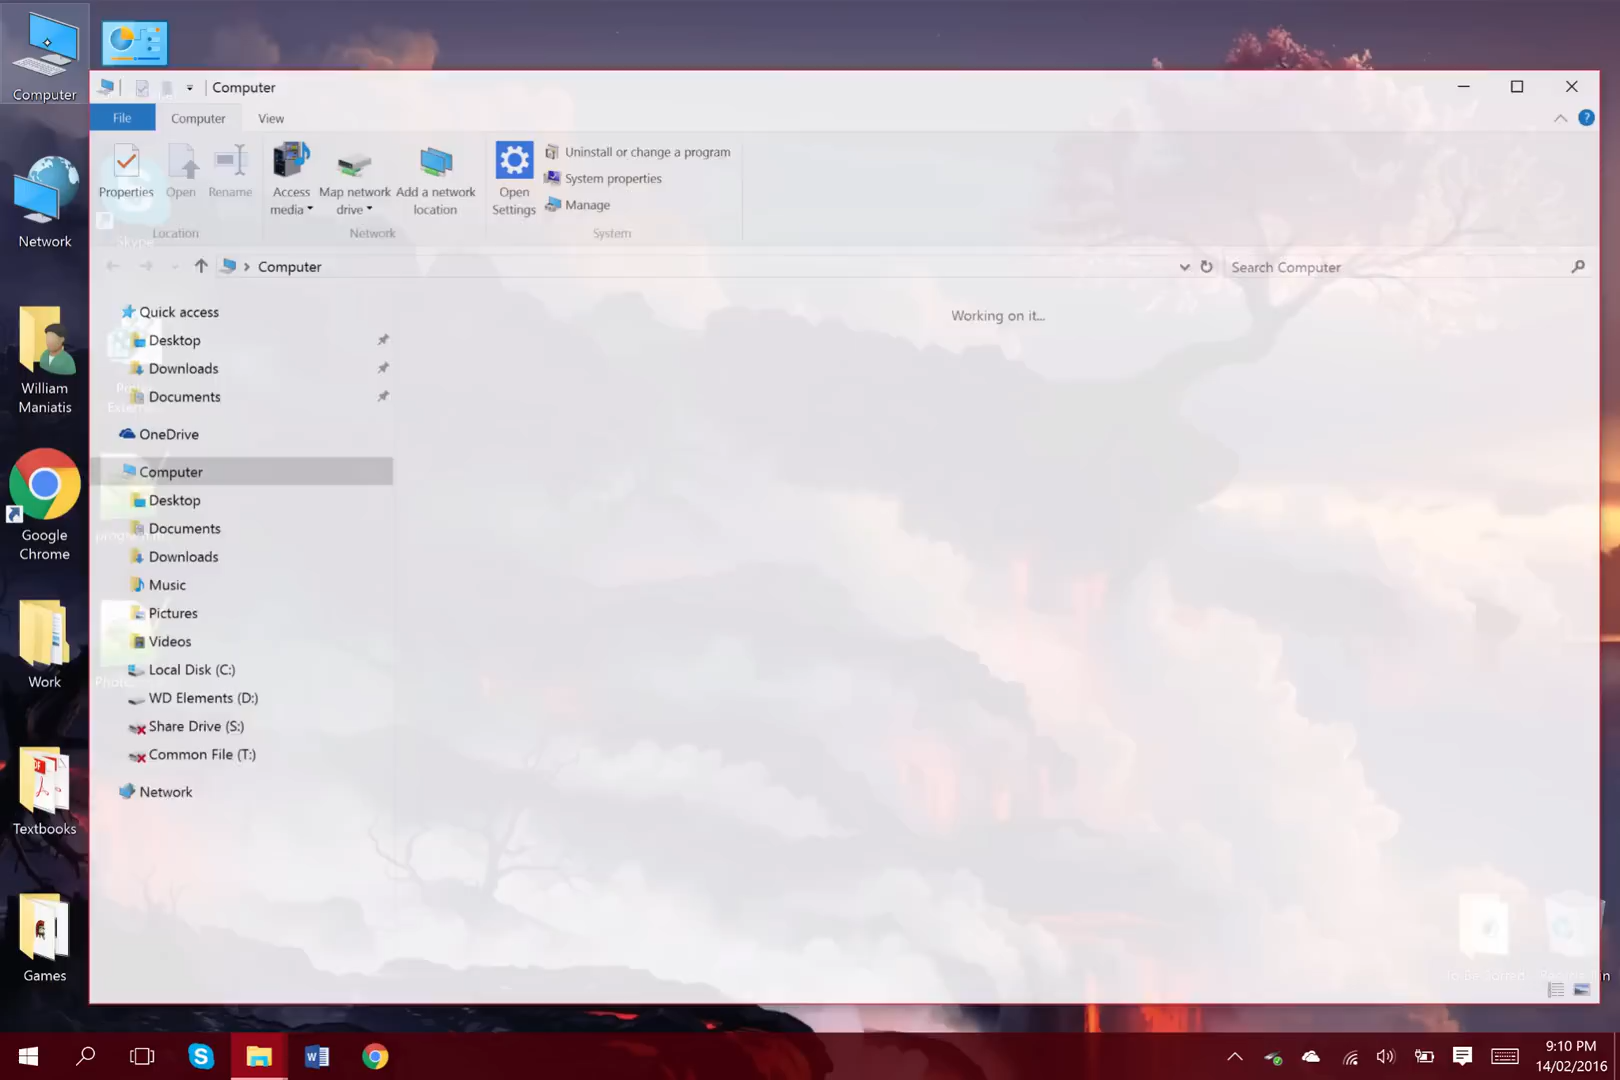 Computer
Computer
File
Computer
View
Properties
Open
Rename
Access
media
Map network
drive
Add a network
location
Open
Settings
Uninstall or change a program
System properties
Manage
Location
Network
System
Skype
Computer
Search Computer
Working on it...
Quick access
Desktop
Downloads
Documents
OneDrive
Computer
Desktop
Documents
Downloads
Music
Pictures
Videos
Local Disk (C:)
WD Elements (D:)
Share Drive (S:)
Common File (T:)
Network
Network
William
Maniatis
Google
Chrome
Work
Textbooks
Games
9:10 PM
14/02/2016